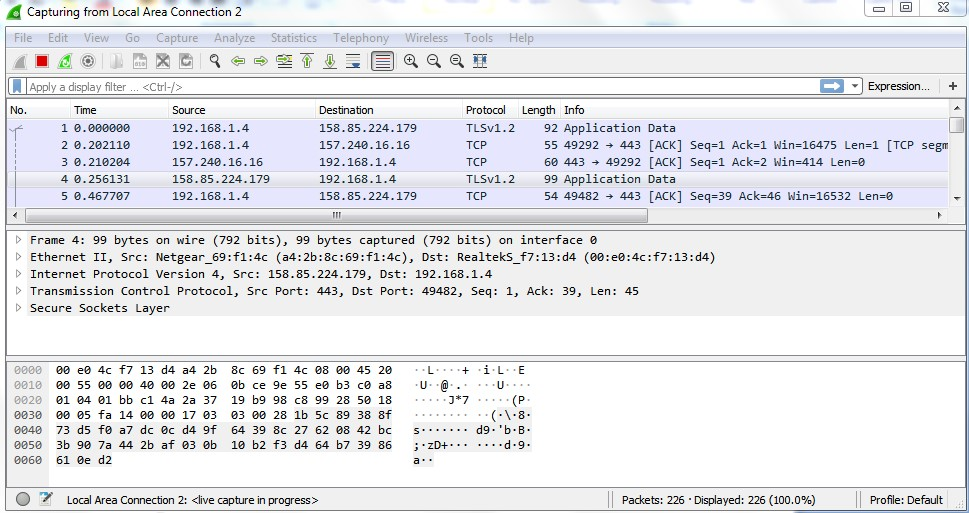 Capturing from Local Area Connection 2
File Edit View Go Capture Analyze Statistics Telephony Wireless Tools Help
Apply a display filter ... <Ctrl-/> Expression... +
No. Time Source Destination Protocol Length Info
1 0.000000 192.168.1.4 158.85.224.179 TLSv1.2 92 Application Data
2 0.202110 192.168.1.4 157.240.16.16 TCP 55 49292 → 443 [ACK] Seq=1 Ack=1 Win=16475 Len=1 [TCP segm
3 0.210204 157.240.16.16 192.168.1.4 TCP 60 443 → 49292 [ACK] Seq=1 Ack=2 Win=414 Len=0
4 0.256131 158.85.224.179 192.168.1.4 TLSv1.2 99 Application Data
5 0.467707 192.168.1.4 158.85.224.179 TCP 54 49482 → 443 [ACK] Seq=39 Ack=46 Win=16532 Len=0
Frame 4: 99 bytes on wire (792 bits), 99 bytes captured (792 bits) on interface 0
Ethernet II, Src: Netgear_69:f1:4c (a4:2b:8c:69:f1:4c), Dst: RealtekS_f7:13:d4 (00:e0:4c:f7:13:d4)
Internet Protocol Version 4, Src: 158.85.224.179, Dst: 192.168.1.4
Transmission Control Protocol, Src Port: 443, Dst Port: 49482, Seq: 1, Ack: 39, Len: 45
Secure Sockets Layer
0000 00 e0 4c f7 13 d4 a4 2b 8c 69 f1 4c 08 00 45 20 ··L····+ ·i·L··E
0010 00 55 00 00 40 00 2e 06 0b ce 9e 55 e0 b3 c0 a8 ·U··@·.· ···U····
0020 01 04 01 bb c1 4a 2a 37 19 b9 98 c8 99 28 50 18 ·····J*7 ·····(P·
0030 00 05 fa 14 00 00 17 03 03 00 28 1b 5c 89 38 8f ········ ··(·\·8·
0040 73 d5 f0 a7 dc 0c d4 9f 64 39 8c 27 62 08 42 bc s······· d9·'b·B·
0050 3b 90 7a 44 2b af 03 0b 10 b2 f3 d4 64 b7 39 86 ;·zD+··· ····d·9·
0060 61 0e d2 a··
Local Area Connection 2: <live capture in progress> Packets: 226 · Displayed: 226 (100.0%) Profile: Default